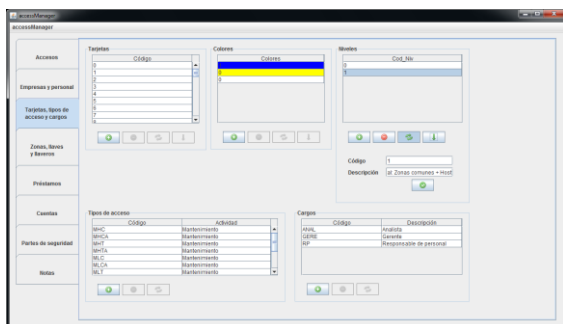 accessManager
accessManager
Accesos
Empresas y personal
Tarjetas, tipos de
acceso y cargos
Zonas, llaves
y llaveros
Préstamos
Cuentas
Partes de seguridad
Notas
Tarjetas
Código
0
1
2
3
4
5
6
7
Colores
Colores
0
0
Niveles
Cod_Niv
0
1
Código 1
Descripción al: Zonas comunes + Host
Tipos de acceso
Código Actividad
MHC Mantenimiento
MHCA Mantenimiento
MHT Mantenimiento
MHTA Mantenimiento
MLC Mantenimiento
MLCA Mantenimiento
MLT Mantenimiento
Cargos
Código Descripción
ANAL Analista
GERE Gerente
RP Responsable de personal